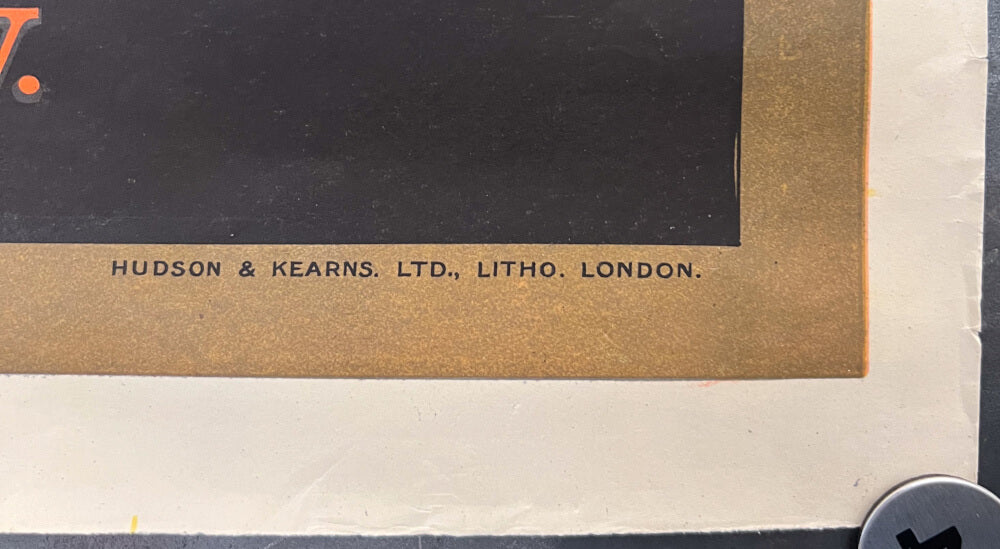 HUDSON & KEARNS. LTD., LITHO. LONDON.